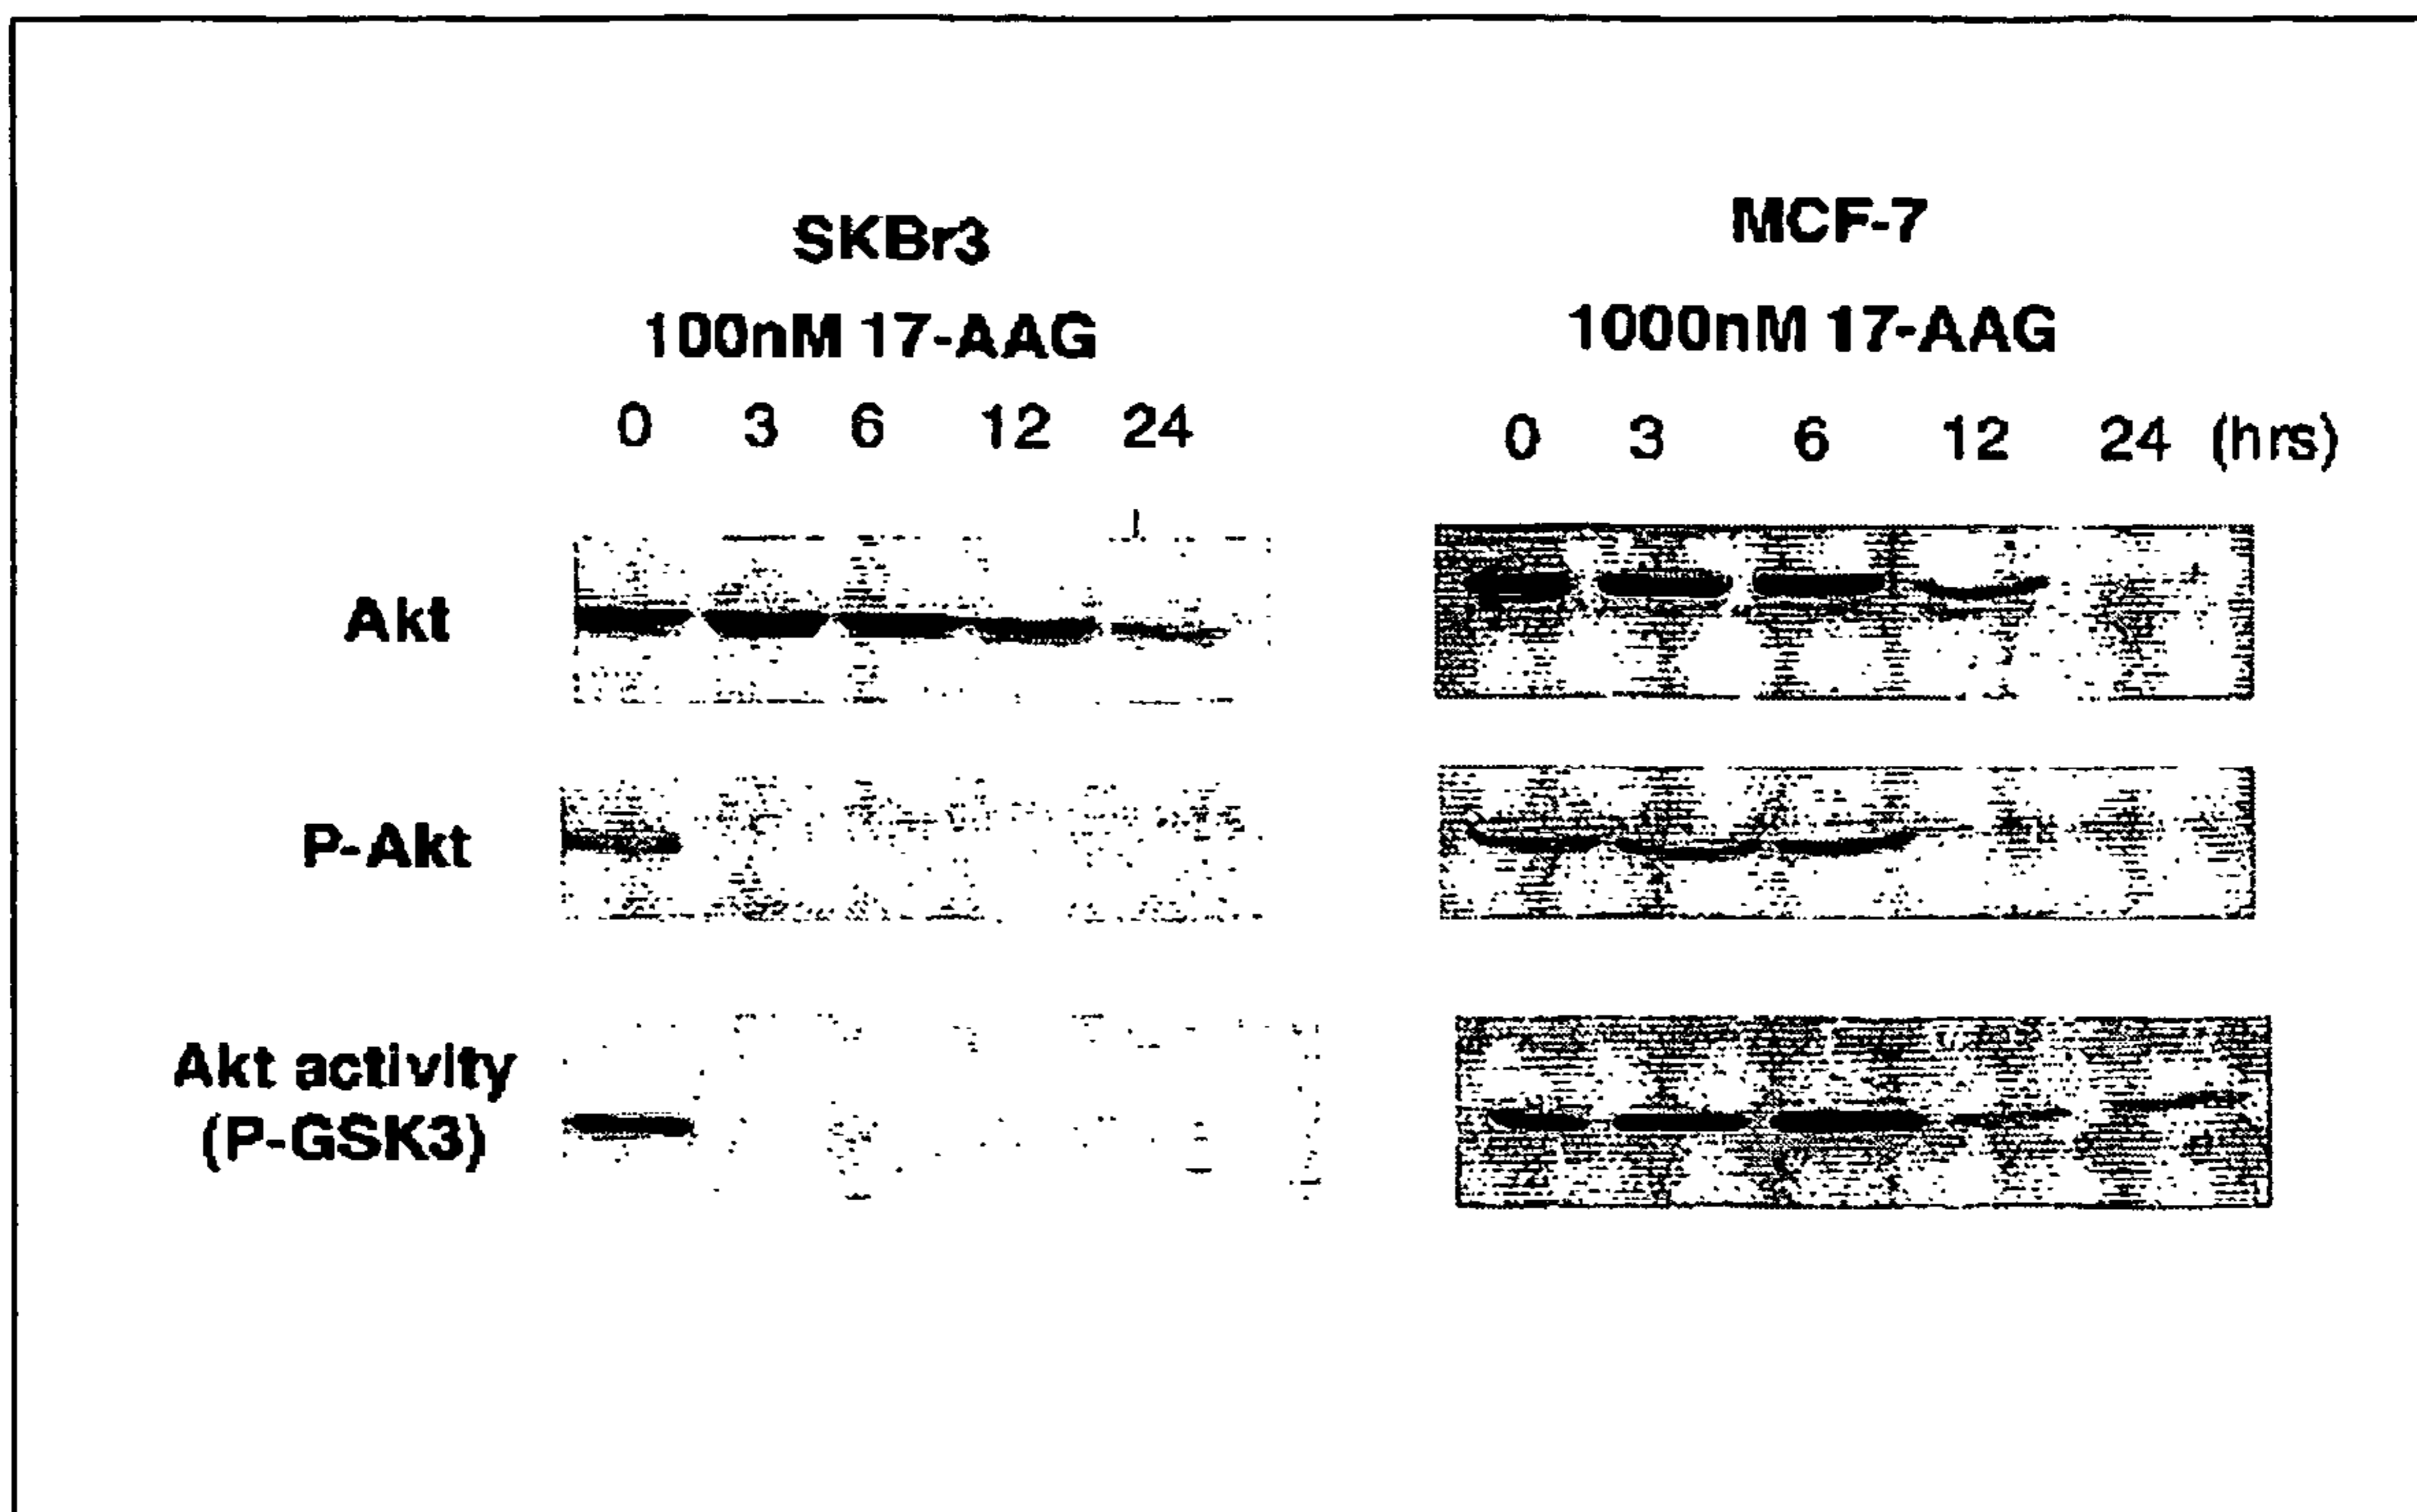 SKBr3
100nM 17-AAG
0 3 6 12 24
MCF-7
1000nM 17-AAG
0 3 6 12 24 (hrs)
Akt
P-Akt
Akt activity
(P-GSK3)